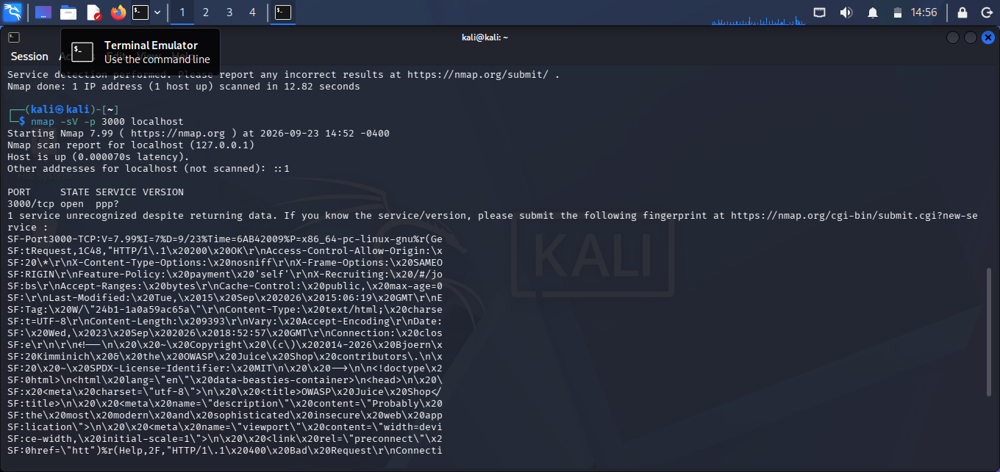 1 2 3 4 14:56
kali@kali: ~
Terminal Emulator
Use the command line
Session
Service detection performed. Please report any incorrect results at https://nmap.org/submit/ .
Nmap done: 1 IP address (1 host up) scanned in 12.82 seconds
┌──(kali㉿kali)-[~]
└─$ nmap -sV -p 3000 localhost
Starting Nmap 7.99 ( https://nmap.org ) at 2026-09-23 14:52 -0400
Nmap scan report for localhost (127.0.0.1)
Host is up (0.000070s latency).
Other addresses for localhost (not scanned): ::1
File System
PORT     STATE SERVICE VERSION
3000/tcp open  ppp?
1 service unrecognized despite returning data. If you know the service/version, please submit the following fingerprint at https://nmap.org/cgi-bin/submit.cgi?new-se
rvice :
SF-Port3000-TCP:V=7.99%I=7%D=9/23%Time=6AB42009%P=x86_64-pc-linux-gnu%r(Ge
SF:tRequest,1C48,"HTTP/1\.1\x20200\x20OK\r\nAccess-Control-Allow-Origin:\x
SF:20\*\r\nX-Content-Type-Options:\x20nosniff\r\nX-Frame-Options:\x20SAMEO
SF:RIGIN\r\nFeature-Policy:\x20payment\x20'self'\r\nX-Recruiting:\x20/#/jo
SF:bs\r\nAccept-Ranges:\x20bytes\r\nCache-Control:\x20public,\x20max-age=0
SF:\r\nLast-Modified:\x20Tue,\x2015\x20Sep\x202026\x2015:06:19\x20GMT\r\nE
SF:Tag:\x20W/\"24b1-1a0a59ac65a\"\r\nContent-Type:\x20text/html;\x20charse
SF:t=UTF-8\r\nContent-Length:\x209393\r\nVary:\x20Accept-Encoding\r\nDate:
SF:\x20Wed,\x2023\x20Sep\x202026\x2018:52:57\x20GMT\r\nConnection:\x20clos
SF:e\r\n\r\n<!--\n\x20\x20~\x20Copyright\x20\(c\)\x202014-2026\x20Bjoern\x
SF:20Kimminich\x20&\x20the\x20OWASP\x20Juice\x20Shop\x20contributors\.\n\x
SF:20\x20~\x20SPDX-License-Identifier:\x20MIT\n\x20\x20-->\n\n<!doctype\x2
SF:0html>\n<html\x20lang=\"en\"\x20data-beasties-container>\n<head>\n\x20\
SF:x20<meta\x20charset=\"utf-8\">\n\x20\x20<title>OWASP\x20Juice\x20Shop</
SF:title>\n\x20\x20<meta\x20name=\"description\"\x20content=\"Probably\x20
SF:the\x20most\x20modern\x20and\x20sophisticated\x20insecure\x20web\x20app
SF:lication\">\n\x20\x20<meta\x20name=\"viewport\"\x20content=\"width=devi
SF:ce-width,\x20initial-scale=1\">\n\x20\x20<link\x20rel=\"preconnect\"\x2
SF:0href=\"htt")%r(Help,2F,"HTTP/1\.1\x20400\x20Bad\x20Request\r\nConnecti
KALI